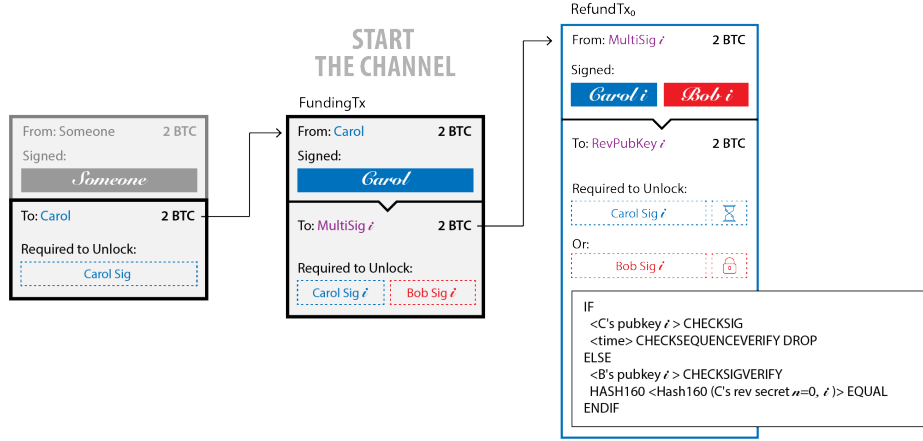 RefundTx₀
From: MultiSig i 2 BTC
Signed:
Carol i Bob i
To: RevPubKey i 2 BTC
Required to Unlock:
Carol Sig i
Or:
Bob Sig i
START
THE CHANNEL
FundingTx
From: Carol 2 BTC
Signed:
Carol
To: MultiSig i 2 BTC
Required to Unlock:
Carol Sig i Bob Sig i
From: Someone 2 BTC
Signed:
Someone
To: Carol 2 BTC
Required to Unlock:
Carol Sig
IF
<C's pubkey i > CHECKSIG
<time> CHECKSEQUENCEVERIFY DROP
ELSE
<B's pubkey i > CHECKSIGVERIFY
HASH160 <Hash160 (C's rev secret n=0, i )> EQUAL
ENDIF